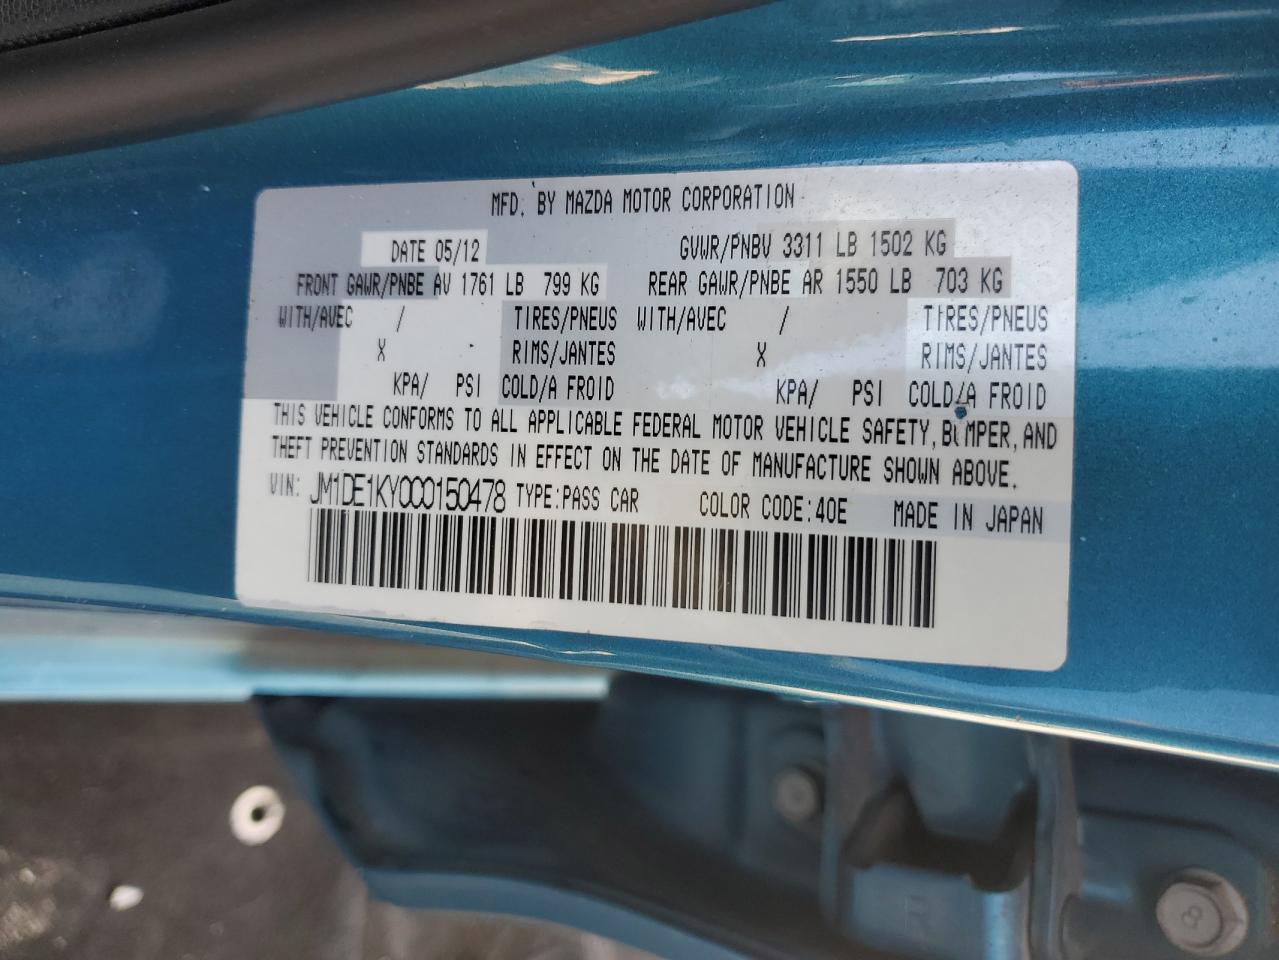 MFD. BY MAZDA MOTOR CORPORATION
DATE 05/12 GVWR/PNBV 3311 LB 1502 KG
FRONT GAWR/PNBE AV 1761 LB 799 KG REAR GAWR/PNBE AR 1550 LB 703 KG
WITH/AVEC / TIRES/PNEUS WITH/AVEC / TIRES/PNEUS
X RIMS/JANTES X RIMS/JANTES
KPA/ PSI COLD/A FROID KPA/ PSI COLD/A FROID
THIS VEHICLE CONFORMS TO ALL APPLICABLE FEDERAL MOTOR VEHICLE SAFETY, BUMPER, AND
THEFT PREVENTION STANDARDS IN EFFECT ON THE DATE OF MANUFACTURE SHOWN ABOVE.
VIN: JM1DE1KY0C0150478 TYPE:PASS CAR COLOR CODE:40E MADE IN JAPAN
R
8